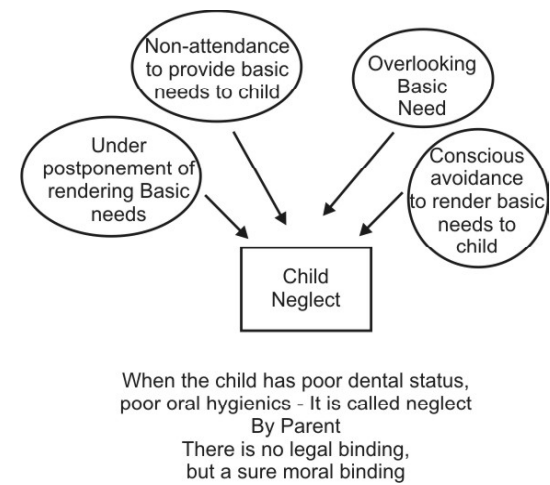 Non-attendance
to provide basic
needs to child
Overlooking
Basic
Need
Under
postponement of
rendering Basic
needs
Conscious
avoidance
to render basic
needs to
child
Child
Neglect
When the child has poor dental status,
poor oral hygienics - It is called neglect
By Parent
There is no legal binding,
but a sure moral binding